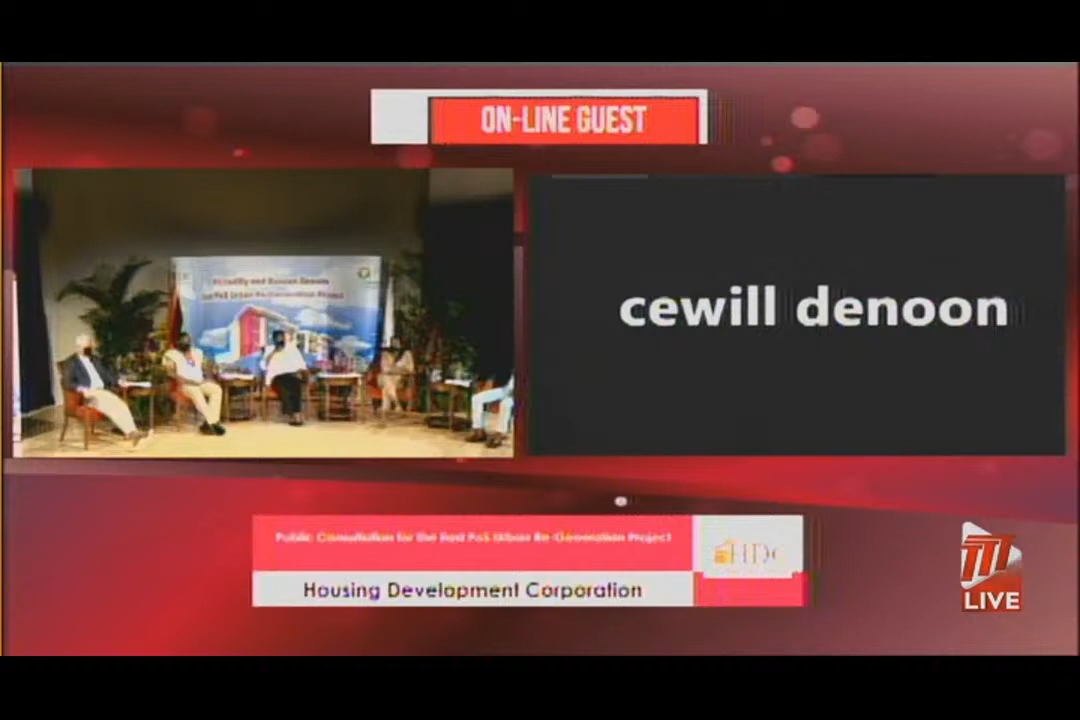 ON-LINE GUEST
cewill denoon
Public Consultation for the East PoS Urban Re-Generation Project
HDC
Housing Development Corporation
TTT
LIVE